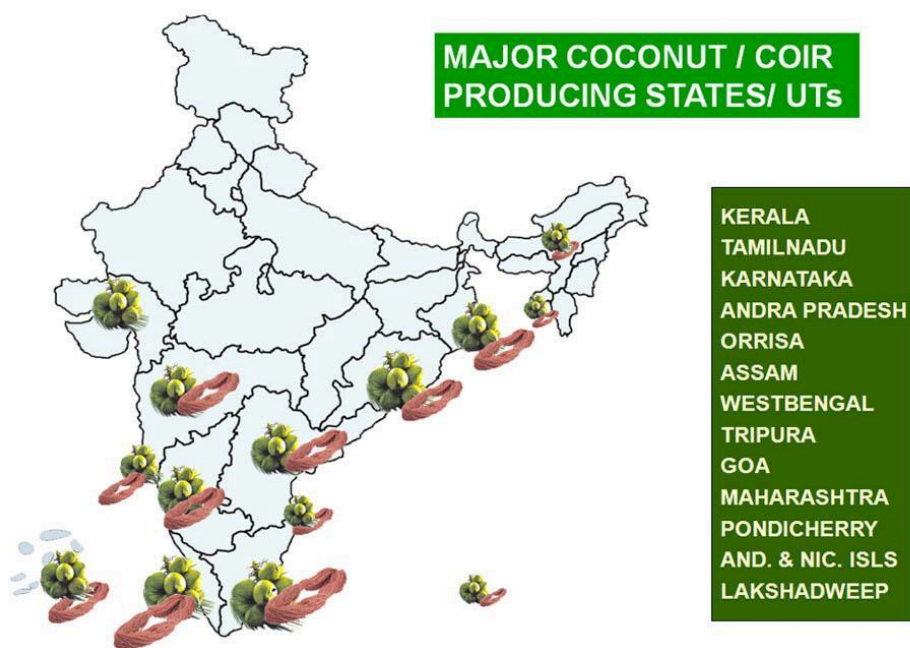 MAJOR COCONUT / COIR
PRODUCING STATES/ UTs
KERALA
TAMILNADU
KARNATAKA
ANDRA PRADESH
ORRISA
ASSAM
WESTBENGAL
TRIPURA
GOA
MAHARASHTRA
PONDICHERRY
AND. & NIC. ISLS
LAKSHADWEEP